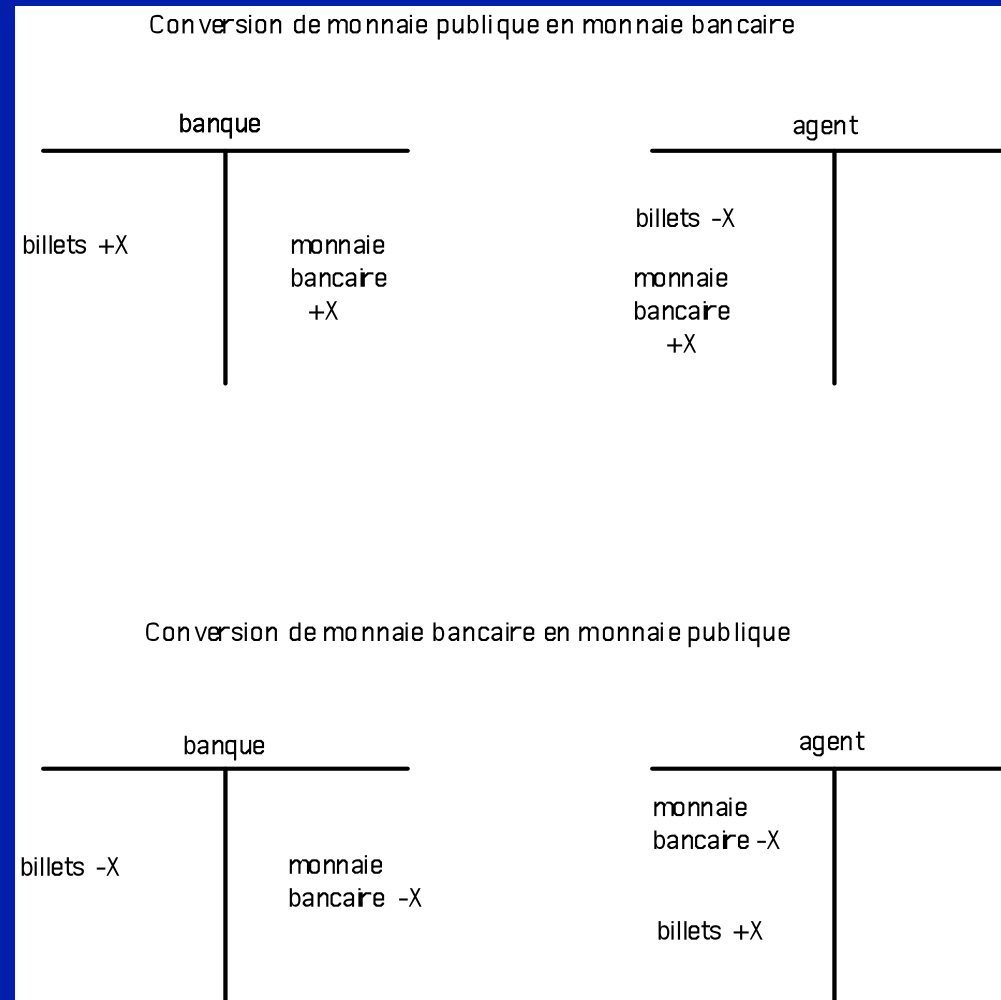 Conversion de monnaie publique en monnaie bancaire
banque
agent
billets +X
monnaie
bancaire
+X
billets -X
monnaie
bancaire
+X
Conversion de monnaie bancaire en monnaie publique
banque
agent
billets -X
monnaie
bancaire -X
monnaie
bancaire -X
billets +X